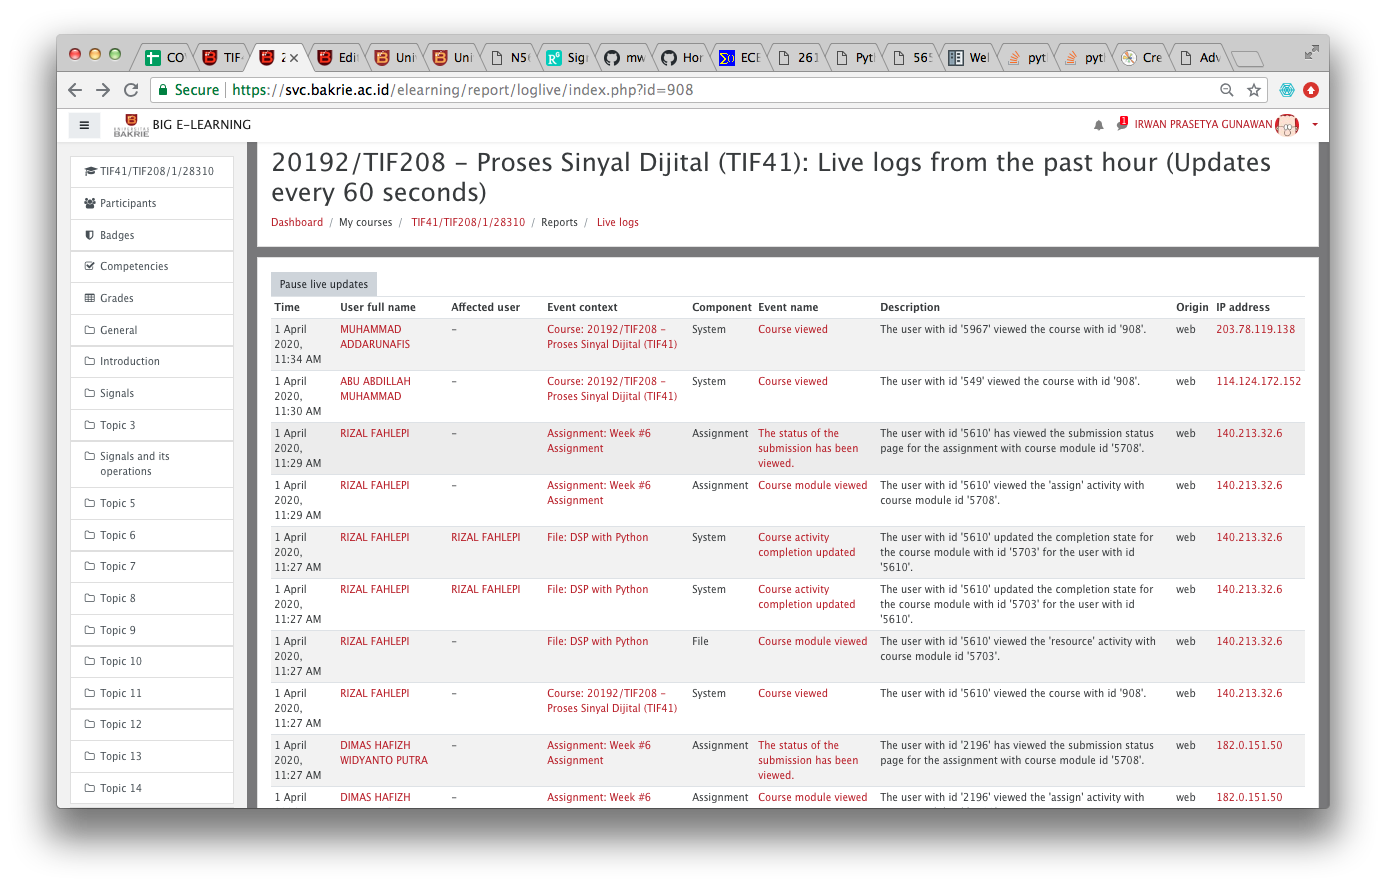 CO
TIF
2
Edit
Uni
Uni
N50
Sig
mw
Hor
ECE
261
Pyt
565
Wel
pyt
pyt
Cre
Adv
Secure
https://svc.bakrie.ac.id/elearning/report/loglive/index.php?id=908
UNIVERSITAS
BAKRIE
BIG E-LEARNING
1
IRWAN PRASETYA GUNAWAN
TIF41/TIF208/1/28310
Participants
Badges
Competencies
Grades
General
Introduction
Signals
Topic 3
Signals and its
operations
Topic 5
Topic 6
Topic 7
Topic 8
Topic 9
Topic 10
Topic 11
Topic 12
Topic 13
Topic 14
20192/TIF208 - Proses Sinyal Dijital (TIF41): Live logs from the past hour (Updates
every 60 seconds)
Dashboard / My courses / TIF41/TIF208/1/28310 / Reports / Live logs
Pause live updates
Time User full name Affected user Event context Component Event name Description Origin IP address
1 April MUHAMMAD - Course: 20192/TIF208 - System Course viewed The user with id '5967' viewed the course with id '908'. web 203.78.119.138
2020, ADDARUNAFIS Proses Sinyal Dijital (TIF41)
11:34 AM
1 April ABU ABDILLAH - Course: 20192/TIF208 - System Course viewed The user with id '549' viewed the course with id '908'. web 114.124.172.152
2020, MUHAMMAD Proses Sinyal Dijital (TIF41)
11:30 AM
1 April RIZAL FAHLEPI - Assignment: Week #6 Assignment The status of the The user with id '5610' has viewed the submission status web 140.213.32.6
2020, Assignment submission has been page for the assignment with course module id '5708'.
11:29 AM viewed.
1 April RIZAL FAHLEPI - Assignment: Week #6 Assignment Course module viewed The user with id '5610' viewed the 'assign' activity with web 140.213.32.6
2020, Assignment course module id '5708'.
11:29 AM
1 April RIZAL FAHLEPI RIZAL FAHLEPI File: DSP with Python System Course activity The user with id '5610' updated the completion state for web 140.213.32.6
2020, completion updated the course module with id '5703' for the user with id
11:27 AM '5610'.
1 April RIZAL FAHLEPI RIZAL FAHLEPI File: DSP with Python System Course activity The user with id '5610' updated the completion state for web 140.213.32.6
2020, completion updated the course module with id '5703' for the user with id
11:27 AM '5610'.
1 April RIZAL FAHLEPI - File: DSP with Python File Course module viewed The user with id '5610' viewed the 'resource' activity with web 140.213.32.6
2020, course module id '5703'.
11:27 AM
1 April RIZAL FAHLEPI - Course: 20192/TIF208 - System Course viewed The user with id '5610' viewed the course with id '908'. web 140.213.32.6
2020, Proses Sinyal Dijital (TIF41)
11:27 AM
1 April DIMAS HAFIZH - Assignment: Week #6 Assignment The status of the The user with id '2196' has viewed the submission status web 182.0.151.50
2020, WIDYANTO PUTRA Assignment submission has been page for the assignment with course module id '5708'.
11:27 AM viewed.
1 April DIMAS HAFIZH - Assignment: Week #6 Assignment Course module viewed The user with id '2196' viewed the 'assign' activity with web 182.0.151.50